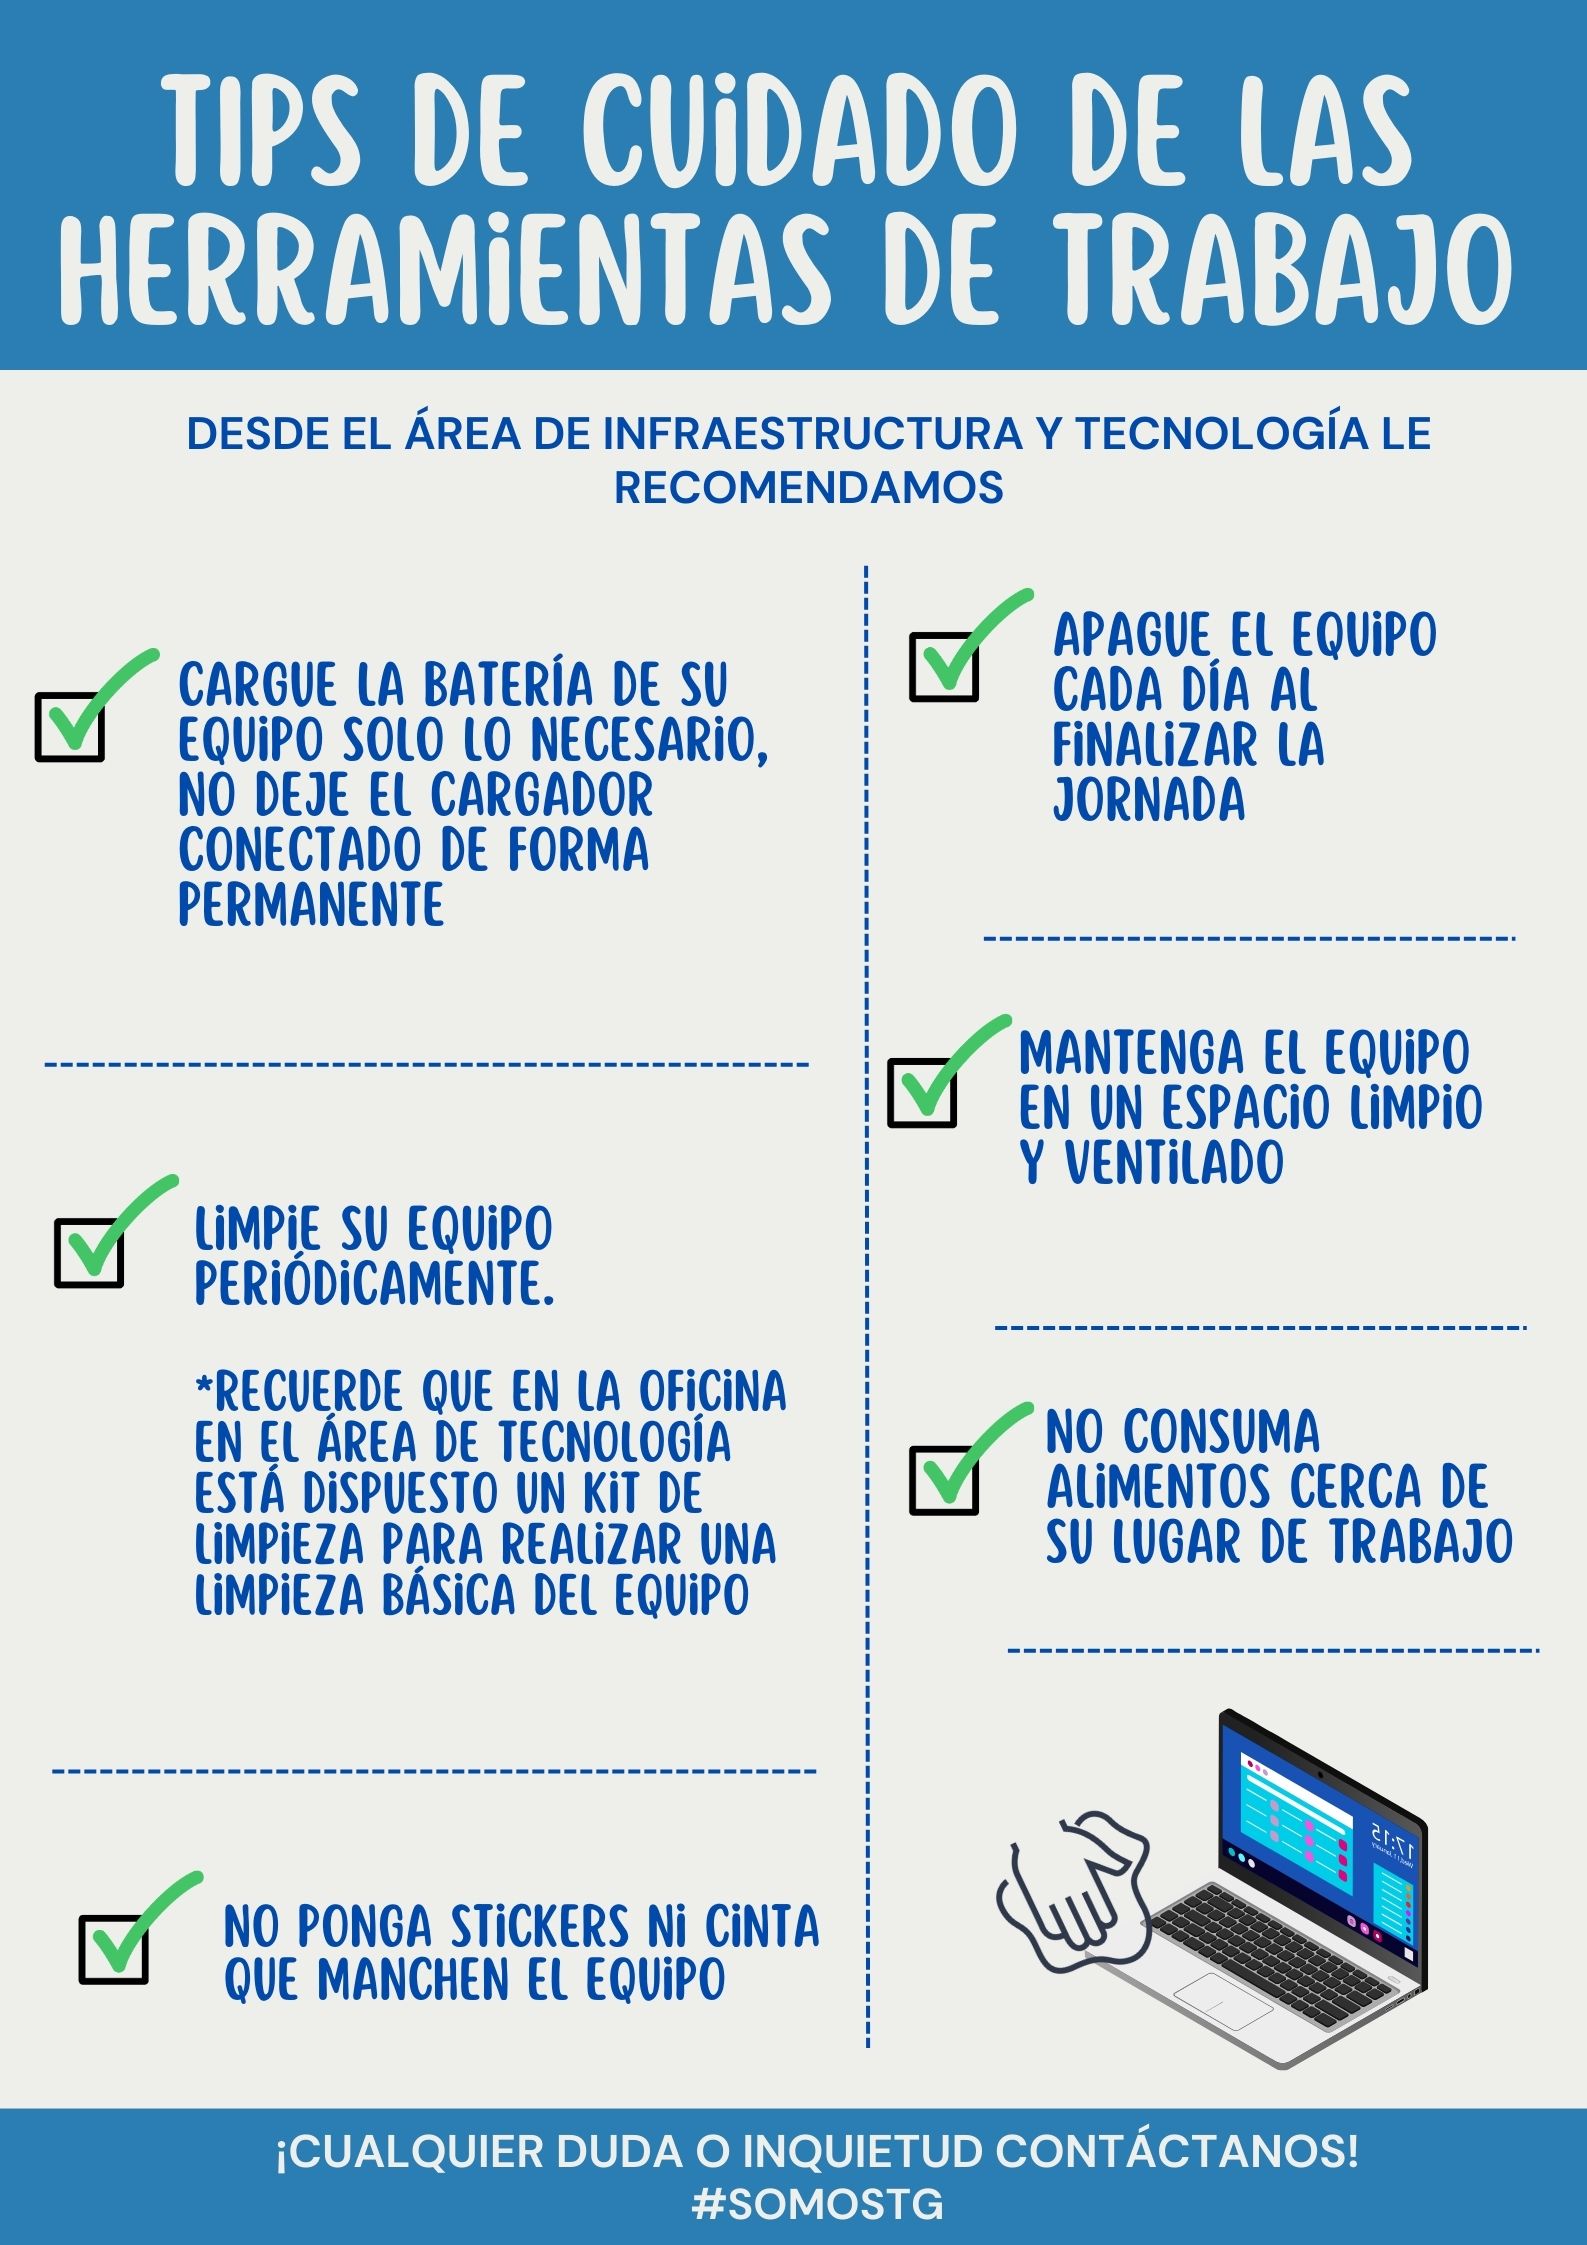 TIPS DE CUIDADO DE LAS
HERRAMIENTAS DE TRABAJO
DESDE EL ÁREA DE INFRAESTRUCTURA Y TECNOLOGÍA LE
RECOMENDAMOS
CARGUE LA BATERÍA DE SU
EQUIPO SOLO LO NECESARIO,
NO DEJE EL CARGADOR
CONECTADO DE FORMA
PERMANENTE
LIMPIE SU EQUIPO
PERIÓDICAMENTE.
*RECUERDE QUE EN LA OFICINA
EN EL ÁREA DE TECNOLOGÍA
ESTÁ DISPUESTO UN KIT DE
LIMPIEZA PARA REALIZAR UNA
LIMPIEZA BÁSICA DEL EQUIPO
NO PONGA STICKERS NI CINTA
QUE MANCHEN EL EQUIPO
APAGUE EL EQUIPO
CADA DÍA AL
FINALIZAR LA
JORNADA
MANTENGA EL EQUIPO
EN UN ESPACIO LIMPIO
Y VENTILADO
NO CONSUMA
ALIMENTOS CERCA DE
SU LUGAR DE TRABAJO
17:15
¡CUALQUIER DUDA O INQUIETUD CONTÁCTANOS!
#SOMOSTG